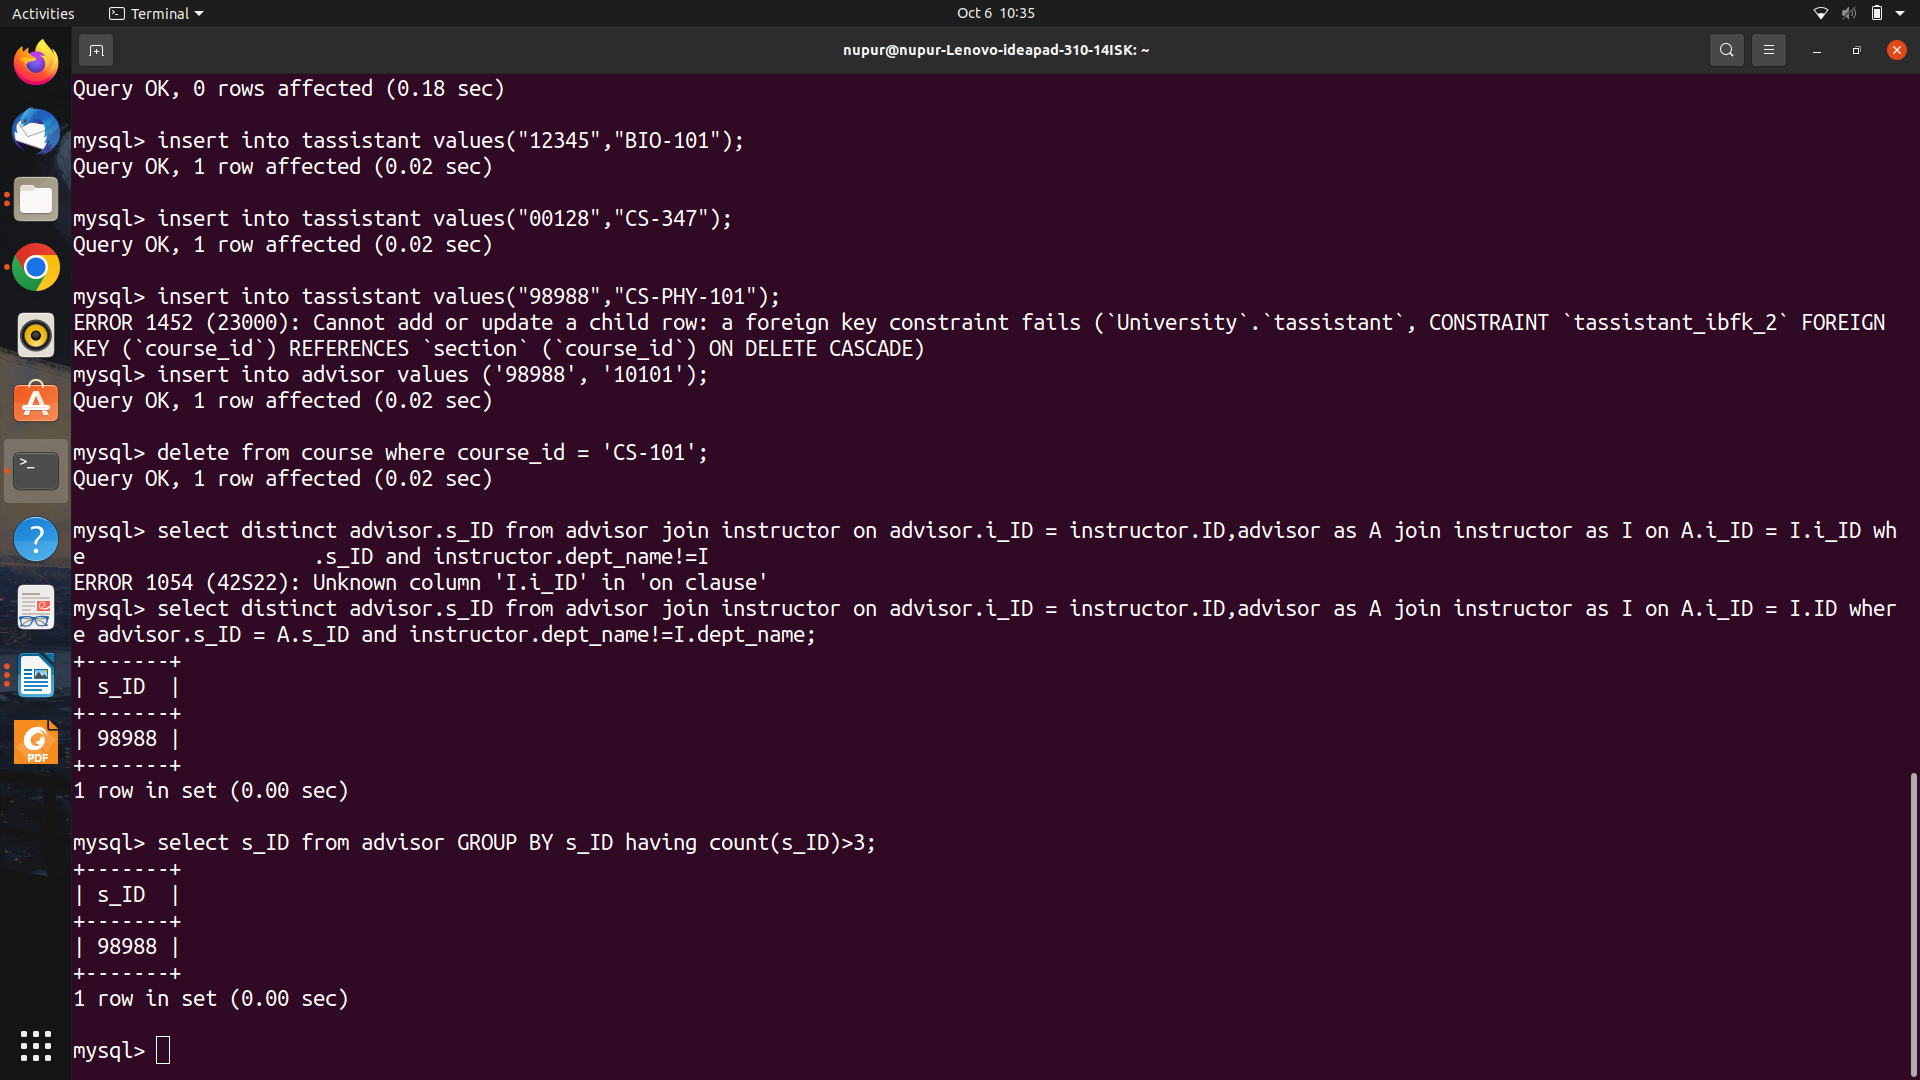 Activities
Terminal
Oct 6 10:35
nupur@nupur-Lenovo-ideapad-310-14ISK: ~
Query OK, 0 rows affected (0.18 sec)
mysql> insert into tassistant values("12345","BIO-101");
Query OK, 1 row affected (0.02 sec)
mysql> insert into tassistant values("00128","CS-347");
Query OK, 1 row affected (0.02 sec)
mysql> insert into tassistant values("98988","CS-PHY-101");
ERROR 1452 (23000): Cannot add or update a child row: a foreign key constraint fails (`University`.`tassistant`, CONSTRAINT `tassistant_ibfk_2` FOREIGN
KEY (`course_id`) REFERENCES `section` (`course_id`) ON DELETE CASCADE)
mysql> insert into advisor values ('98988', '10101');
Query OK, 1 row affected (0.02 sec)
mysql> delete from course where course_id = 'CS-101';
Query OK, 1 row affected (0.02 sec)
mysql> select distinct advisor.s_ID from advisor join instructor on advisor.i_ID = instructor.ID,advisor as A join instructor as I on A.i_ID = I.i_ID wh
e                   .s_ID and instructor.dept_name!=I
ERROR 1054 (42S22): Unknown column 'I.i_ID' in 'on clause'
mysql> select distinct advisor.s_ID from advisor join instructor on advisor.i_ID = instructor.ID,advisor as A join instructor as I on A.i_ID = I.ID wher
e advisor.s_ID = A.s_ID and instructor.dept_name!=I.dept_name;
+-------+
| s_ID  |
+-------+
| 98988 |
+-------+
1 row in set (0.00 sec)
mysql> select s_ID from advisor GROUP BY s_ID having count(s_ID)>3;
+-------+
| s_ID  |
+-------+
| 98988 |
+-------+
1 row in set (0.00 sec)
mysql>
PDF